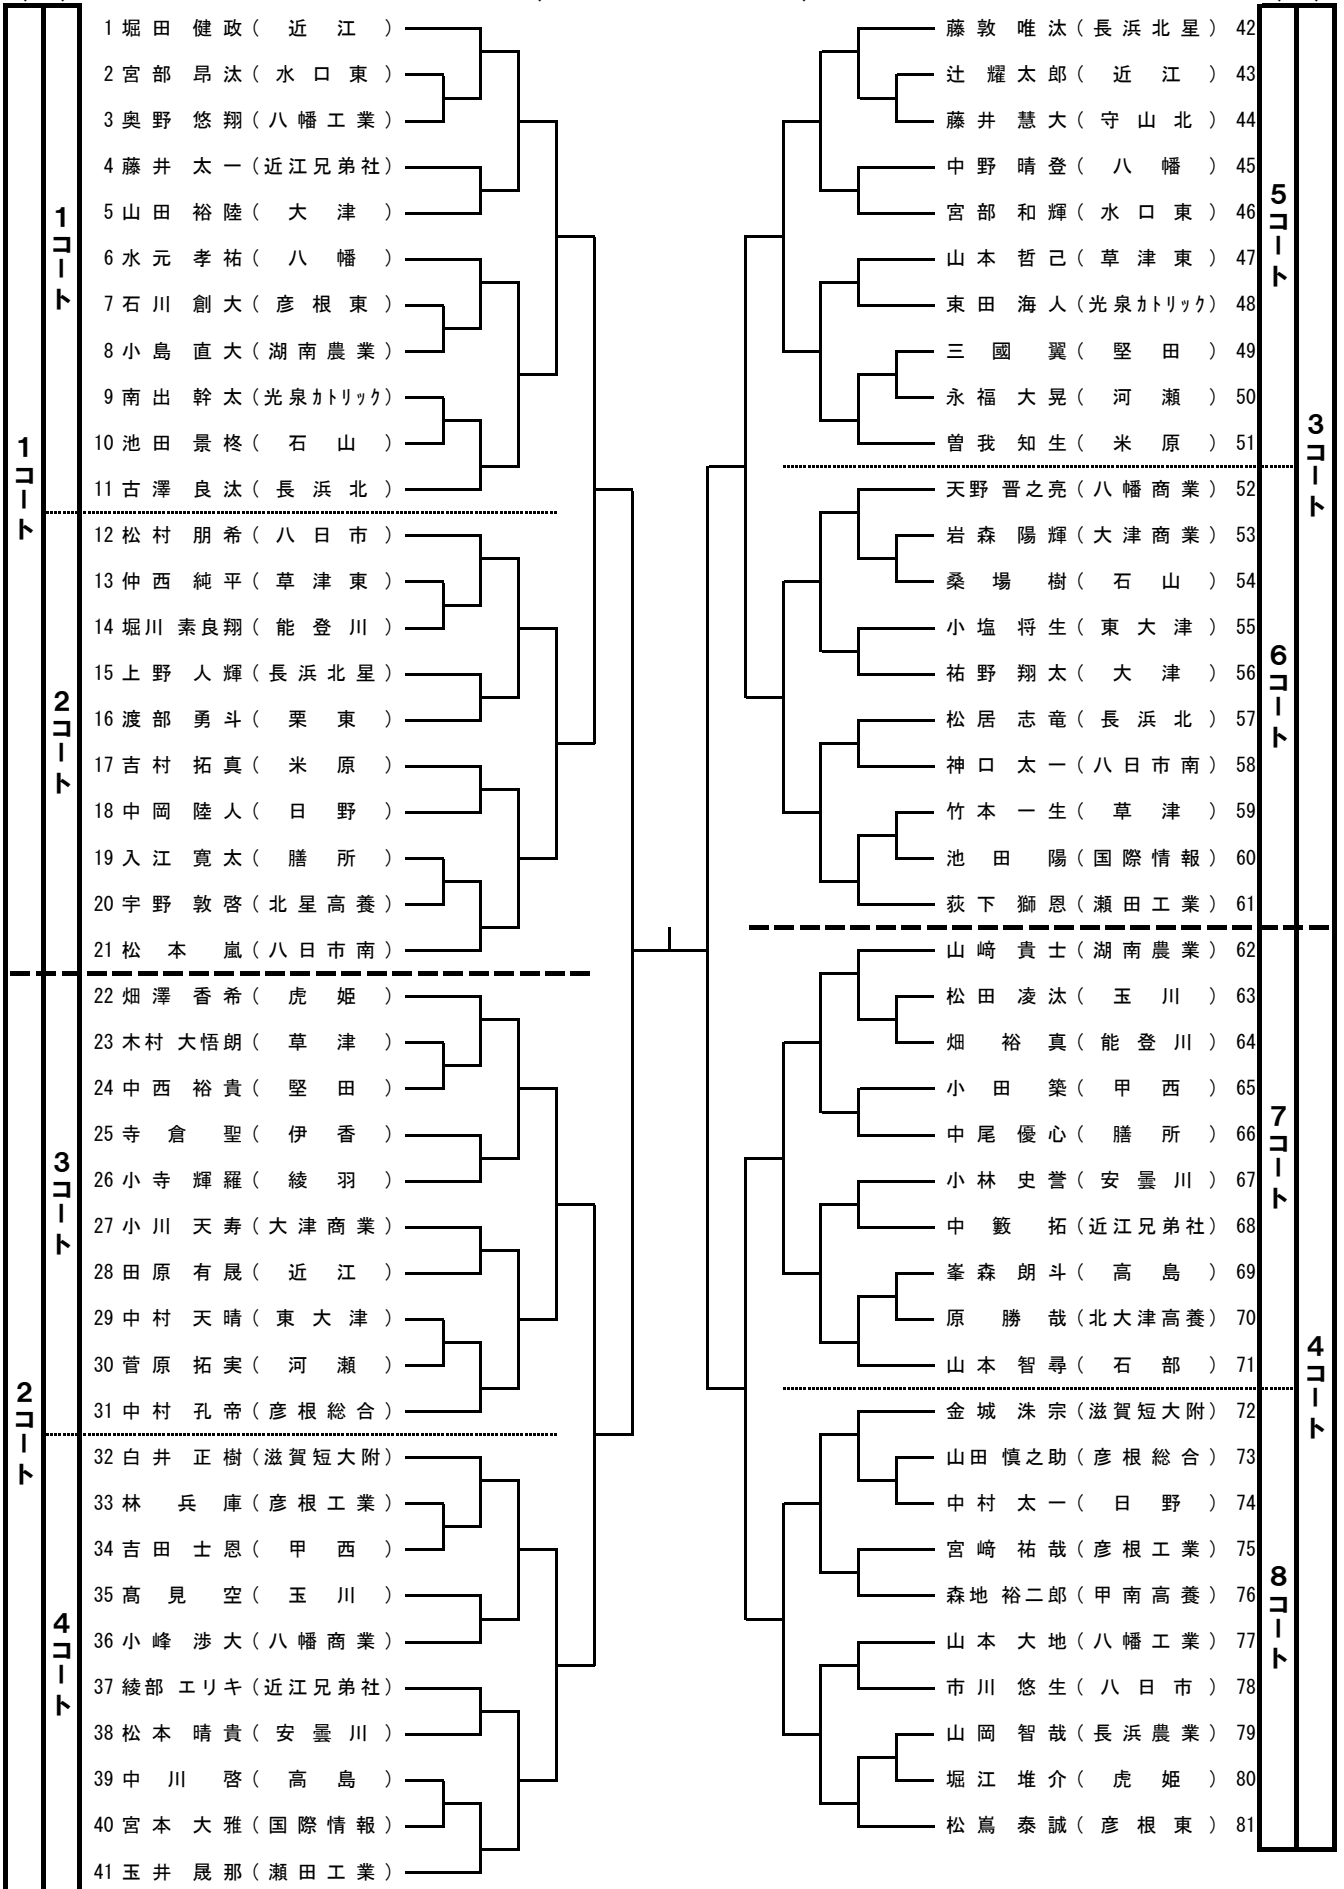 1コート
1コート
2コート
2コート
3コート
4コート
1 堀田 健政 (近江)
2 宮部 昂汰 (水口東)
3 奥野 悠翔 (八幡工業)
4 藤井 太一 (近江兄弟社)
5 山田 裕陸 (大津)
6 水元 孝祐 (八幡)
7 石川 創大 (彦根東)
8 小島 直大 (湖南農業)
9 南出 幹太 (光泉カトリック)
10 池田 景柊 (石山)
11 古澤 良汰 (長浜北)
12 松村 朋希 (八日市)
13 仲西 純平 (草津東)
14 堀川 素良翔 (能登川)
15 上野 人輝 (長浜北星)
16 渡部 勇斗 (栗東)
17 吉村 拓真 (米原)
18 中岡 陸人 (日野)
19 入江 寛太 (膳所)
20 宇野 敦啓 (北星高養)
21 松本 嵐 (八日市南)
22 畑澤 香希 (虎姫)
23 木村 大悟朗 (草津)
24 中西 裕貴 (堅田)
25 寺倉 聖 (伊香)
26 小寺 輝羅 (綾羽)
27 小川 天寿 (大津商業)
28 田原 有晟 (近江)
29 中村 天晴 (東大津)
30 菅原 拓実 (河瀬)
31 中村 孔帝 (彦根総合)
32 白井 正樹 (滋賀短大附)
33 林 兵庫 (彦根工業)
34 吉田 士恩 (甲西)
35 髙見 空 (玉川)
36 小峰 渉大 (八幡商業)
37 綾部 エリキ (近江兄弟社)
38 松本 晴貴 (安曇川)
39 中川 啓 (高島)
40 宮本 大雅 (国際情報)
41 玉井 晟那 (瀬田工業)
藤敦 唯汰 (長浜北星) 42
辻 耀太郎 (近江) 43
藤井 慧大 (守山北) 44
中野 晴登 (八幡) 45
宮部 和輝 (水口東) 46
山本 哲己 (草津東) 47
東田 海人 (光泉カトリック) 48
三國 翼 (堅田) 49
永福 大晃 (河瀬) 50
曽我 知生 (米原) 51
天野 晋之亮 (八幡商業) 52
岩森 陽輝 (大津商業) 53
桑場 樹 (石山) 54
小塩 将生 (東大津) 55
祐野 翔太 (大津) 56
松居 志竜 (長浜北) 57
神口 太一 (八日市南) 58
竹本 一生 (草津) 59
池田 陽 (国際情報) 60
荻下 獅恩 (瀬田工業) 61
山﨑 貴士 (湖南農業) 62
松田 凌汰 (玉川) 63
畑 裕真 (能登川) 64
小田 築 (甲西) 65
中尾 優心 (膳所) 66
小林 史誉 (安曇川) 67
中籔 拓 (近江兄弟社) 68
峯森 朗斗 (高島) 69
原 勝哉 (北大津高養) 70
山本 智尋 (石部) 71
金城 洙宗 (滋賀短大附) 72
山田 慎之助 (彦根総合) 73
中村 太一 (日野) 74
宮﨑 祐哉 (彦根工業) 75
森地 裕二郎 (甲南高養) 76
山本 大地 (八幡工業) 77
市川 悠生 (八日市) 78
山岡 智哉 (長浜農業) 79
堀江 堆介 (虎姫) 80
松嶌 泰誠 (彦根東) 81
5コート
3コート
6コート
7コート
4コート
8コート